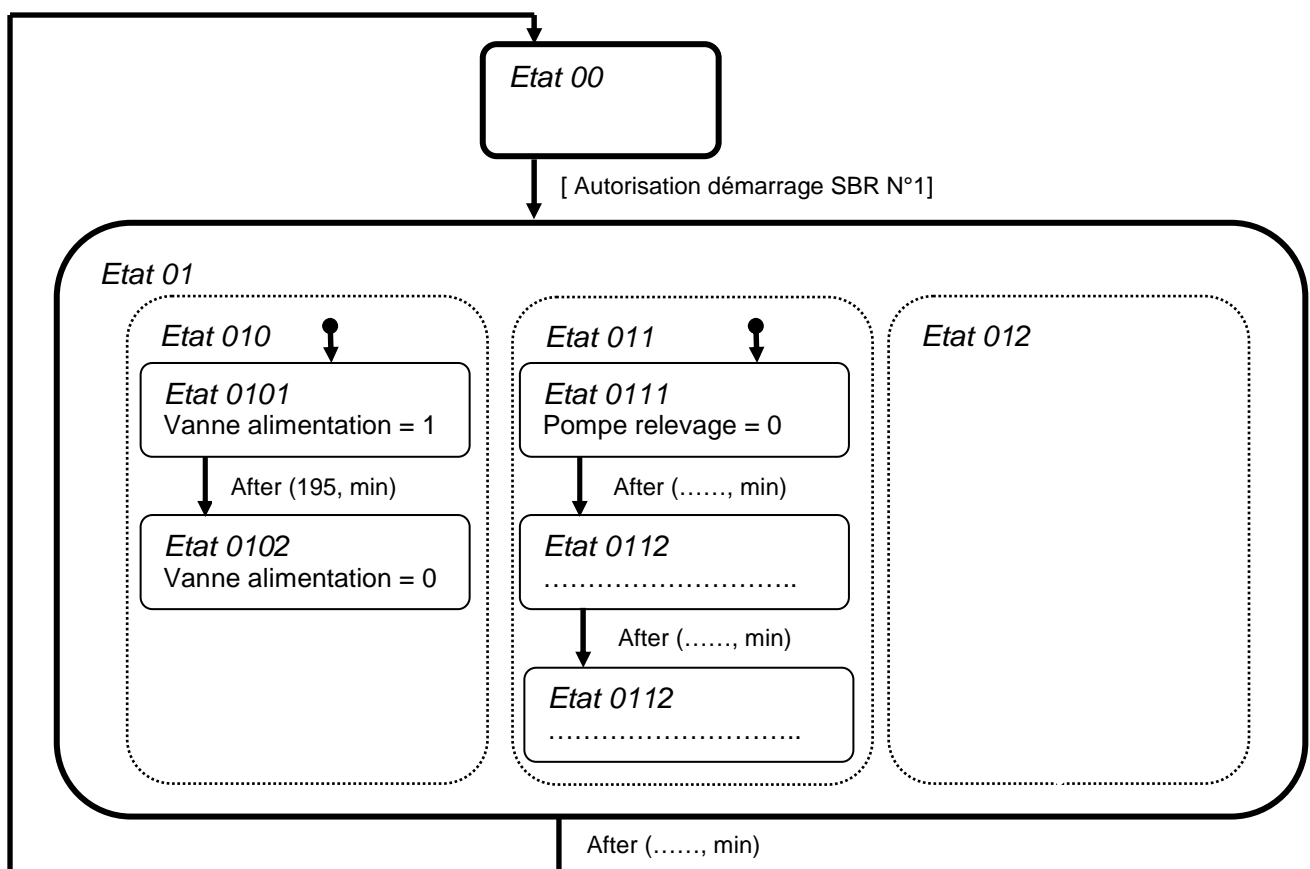 Etat 00
[ Autorisation démarrage SBR N°1]
Etat 01
Etat 010
Etat 0101
Vanne alimentation = 1
After (195, min)
Etat 0102
Vanne alimentation = 0
Etat 011
Etat 0111
Pompe relevage = 0
After (……, min)
Etat 0112
………………………..
After (……, min)
Etat 0112
………………………..
Etat 012
After (……, min)